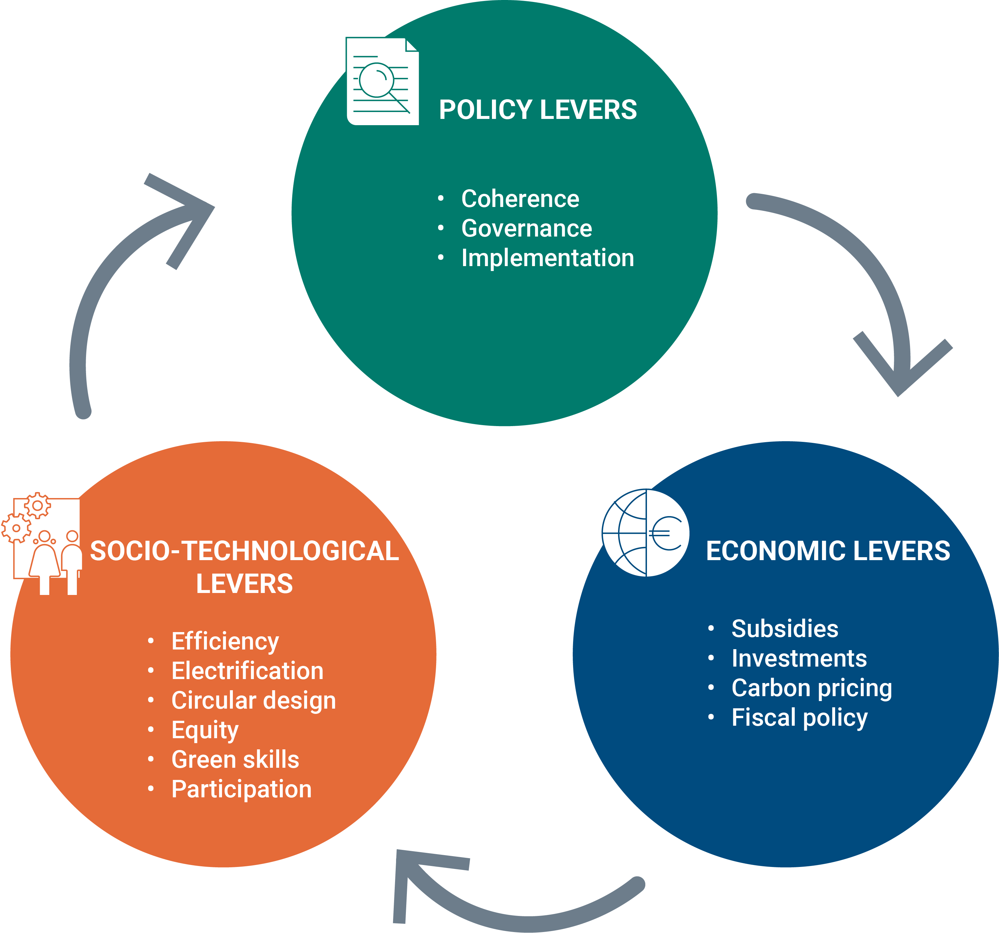 POLICY LEVERS
• Coherence
• Governance
• Implementation
SOCIO-TECHNOLOGICAL
LEVERS
• Efficiency
• Electrification
• Circular design
• Equity
• Green skills
• Participation
ECONOMIC LEVERS
• Subsidies
• Investments
• Carbon pricing
• Fiscal policy